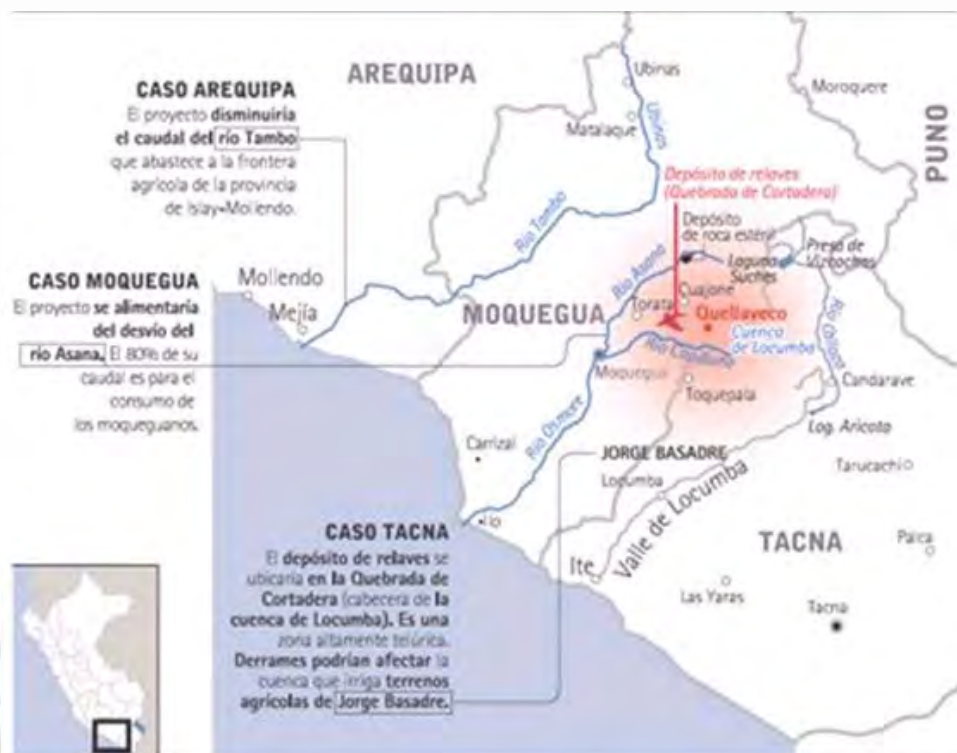 AREQUIPA
PUNO
CASO AREQUIPA
El proyecto disminuiría
el caudal del río Tambo
que abastece a la frontera
agrícola de la provincia
de Islay-Mollendo.
CASO MOQUEGUA
El proyecto se alimentaría
del desvío del
río Asana. El 80% de su
caudal es para el
consumo de
los moqueguanos.
Ubinas
Matalaque
Ubinas
Moroquere
Depósito de relaves
(Quebrada de Cortadera)
Depósito
de roca estéril
Río Tambo
Río Asana
Laguna
Suches
Presa de
Mollendo
Mejía
MOQUEGUA
Torata
Cuajone
Quellaveco
Cuenca
de Locumba
Moquegua
Toquepala
Candarave
Lag. Aricota
Río Osmore
Carrizal
JORGE BASADRE
Locumba
Tarucachi
Valle de Locumba
Ilo
Ite
TACNA
Palca
Las Yaras
Tacna
CASO TACNA
El depósito de relaves se
ubicaría en la Quebrada de
Cortadera (cabecera de la
cuenca de Locumba). Es una
zona altamente telúrica.
Derrames podrían afectar la
cuenca que irriga terrenos
agrícolas de Jorge Basadre.